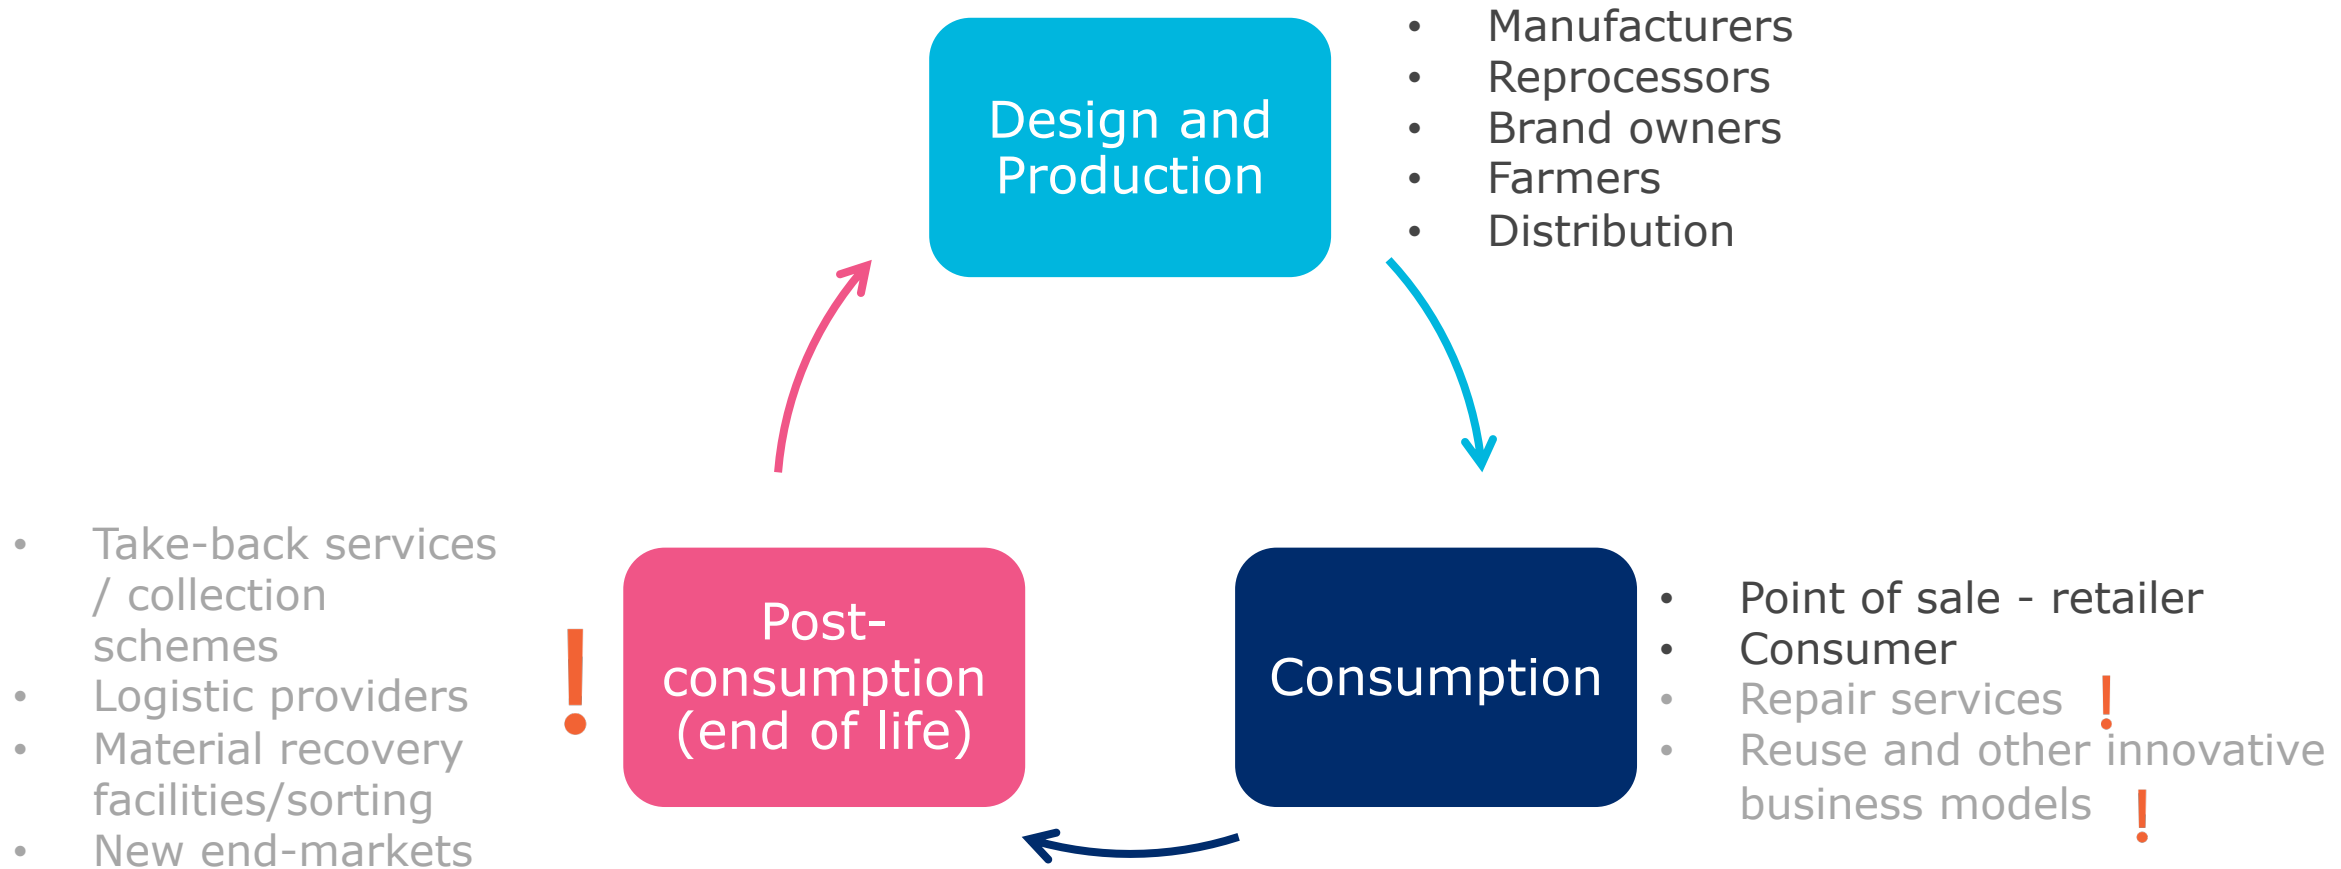 Design and
Production
• Manufacturers
• Reprocessors
• Brand owners
• Farmers
• Distribution
Consumption
• Point of sale - retailer
• Consumer
• Repair services !
• Reuse and other innovative
business models !
Post-
consumption
(end of life)
!
• Take-back services
/ collection
schemes
• Logistic providers
• Material recovery
facilities/sorting
• New end-markets